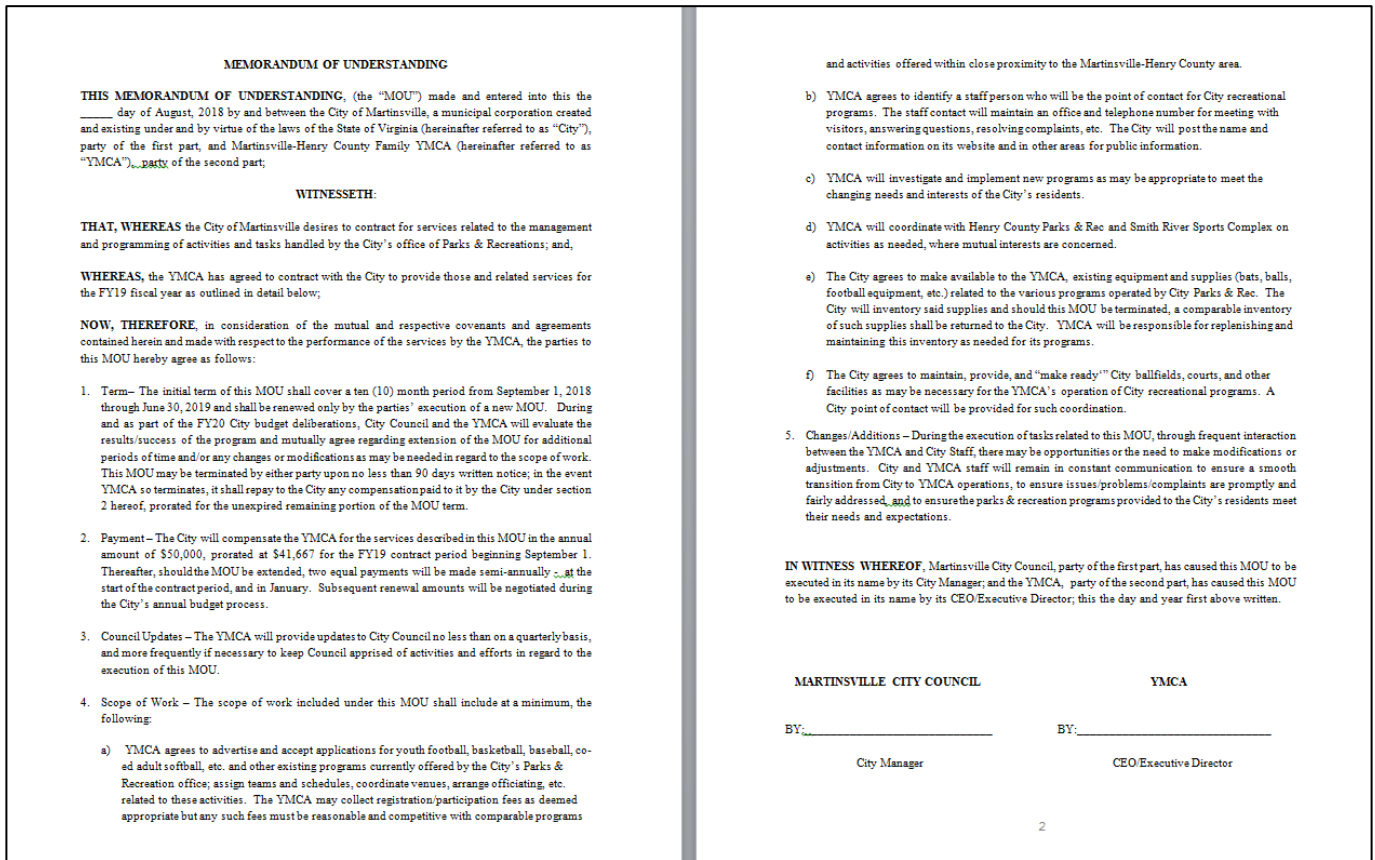 MEMORANDUM OF UNDERSTANDING
THIS MEMORANDUM OF UNDERSTANDING, (the “MOU”) made and entered into this the
_____ day of August, 2018 by and between the City of Martinsville, a municipal corporation created
and existing under and by virtue of the laws of the State of Virginia (hereinafter referred to as “City”),
party of the first part, and Martinsville-Henry County Family YMCA (hereinafter referred to as
“YMCA”), party of the second part;
WITNESSETH:
THAT, WHEREAS the City of Martinsville desires to contract for services related to the management
and programming of activities and tasks handled by the City’s office of Parks & Recreations; and,
WHEREAS, the YMCA has agreed to contract with the City to provide those and related services for
the FY19 fiscal year as outlined in detail below;
NOW, THEREFORE, in consideration of the mutual and respective covenants and agreements
contained herein and made with respect to the performance of the services by the YMCA, the parties to
this MOU hereby agree as follows:
1. Term– The initial term of this MOU shall cover a ten (10) month period from September 1, 2018
through June 30, 2019 and shall be renewed only by the parties’ execution of a new MOU. During
and as part of the FY20 City budget deliberations, City Council and the YMCA will evaluate the
results/success of the program and mutually agree regarding extension of the MOU for additional
periods of time and/or any changes or modifications as may be needed in regard to the scope of work.
This MOU may be terminated by either party upon no less than 90 days written notice; in the event
YMCA so terminates, it shall repay to the City any compensation paid to it by the City under section
2 hereof, prorated for the unexpired remaining portion of the MOU term.
2. Payment – The City will compensate the YMCA for the services described in this MOU in the annual
amount of $50,000, prorated at $41,667 for the FY19 contract period beginning September 1.
Thereafter, should the MOU be extended, two equal payments will be made semi-annually - at the
start of the contract period, and in January. Subsequent renewal amounts will be negotiated during
the City’s annual budget process.
3. Council Updates – The YMCA will provide updates to City Council no less than on a quarterly basis,
and more frequently if necessary to keep Council apprised of activities and efforts in regard to the
execution of this MOU.
4. Scope of Work – The scope of work included under this MOU shall include at a minimum, the
following:
a) YMCA agrees to advertise and accept applications for youth football, basketball, baseball, co-
ed adult softball, etc. and other existing programs currently offered by the City’s Parks &
Recreation office; assign teams and schedules, coordinate venues, arrange officiating, etc.
related to these activities. The YMCA may collect registration/participation fees as deemed
appropriate but any such fees must be reasonable and competitive with comparable programs
and activities offered within close proximity to the Martinsville-Henry County area.
b) YMCA agrees to identify a staff person who will be the point of contact for City recreational
programs. The staff contact will maintain an office and telephone number for meeting with
visitors, answering questions, resolving complaints, etc. The City will post the name and
contact information on its website and in other areas for public information.
c) YMCA will investigate and implement new programs as may be appropriate to meet the
changing needs and interests of the City’s residents.
d) YMCA will coordinate with Henry County Parks & Rec and Smith River Sports Complex on
activities as needed, where mutual interests are concerned.
e) The City agrees to make available to the YMCA, existing equipment and supplies (bats, balls,
football equipment, etc.) related to the various programs operated by City Parks & Rec. The
City will inventory said supplies and should this MOU be terminated, a comparable inventory
of such supplies shall be returned to the City. YMCA will be responsible for replenishing and
maintaining this inventory as needed for its programs.
f) The City agrees to maintain, provide, and “make ready‘” City ballfields, courts, and other
facilities as may be necessary for the YMCA’s operation of City recreational programs. A
City point of contact will be provided for such coordination.
5. Changes/Additions – During the execution of tasks related to this MOU, through frequent interaction
between the YMCA and City Staff, there may be opportunities or the need to make modifications or
adjustments. City and YMCA staff will remain in constant communication to ensure a smooth
transition from City to YMCA operations, to ensure issues/problems/complaints are promptly and
fairly addressed, and to ensure the parks & recreation programs provided to the City’s residents meet
their needs and expectations.
IN WITNESS WHEREOF, Martinsville City Council, party of the first part, has caused this MOU to be
executed in its name by its City Manager; and the YMCA, party of the second part, has caused this MOU
to be executed in its name by its CEO/Executive Director; this the day and year first above written.
MARTINSVILLE CITY COUNCIL YMCA
BY:______________________________ BY:______________________________
City Manager CEO/Executive Director
2